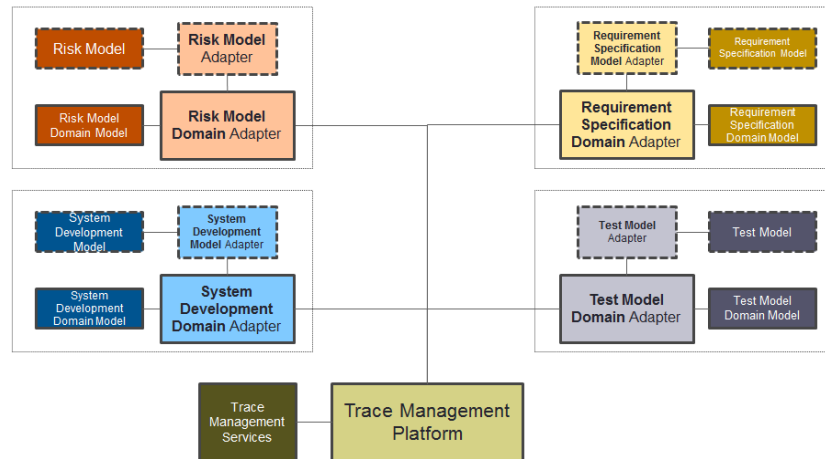 Risk Model
Risk Model
Adapter
Risk Model
Domain Model
Risk Model
Domain Adapter
Requirement
Specification
Model Adapter
Requirement
Specification Model
Requirement
Specification
Domain Adapter
Requirement
Specification
Domain Model
System
Development
Model
System
Development
Model Adapter
System
Development
Domain Model
System
Development
Domain Adapter
Test Model
Adapter
Test Model
Test Model
Domain Adapter
Test Model
Domain Model
Trace
Management
Services
Trace Management
Platform